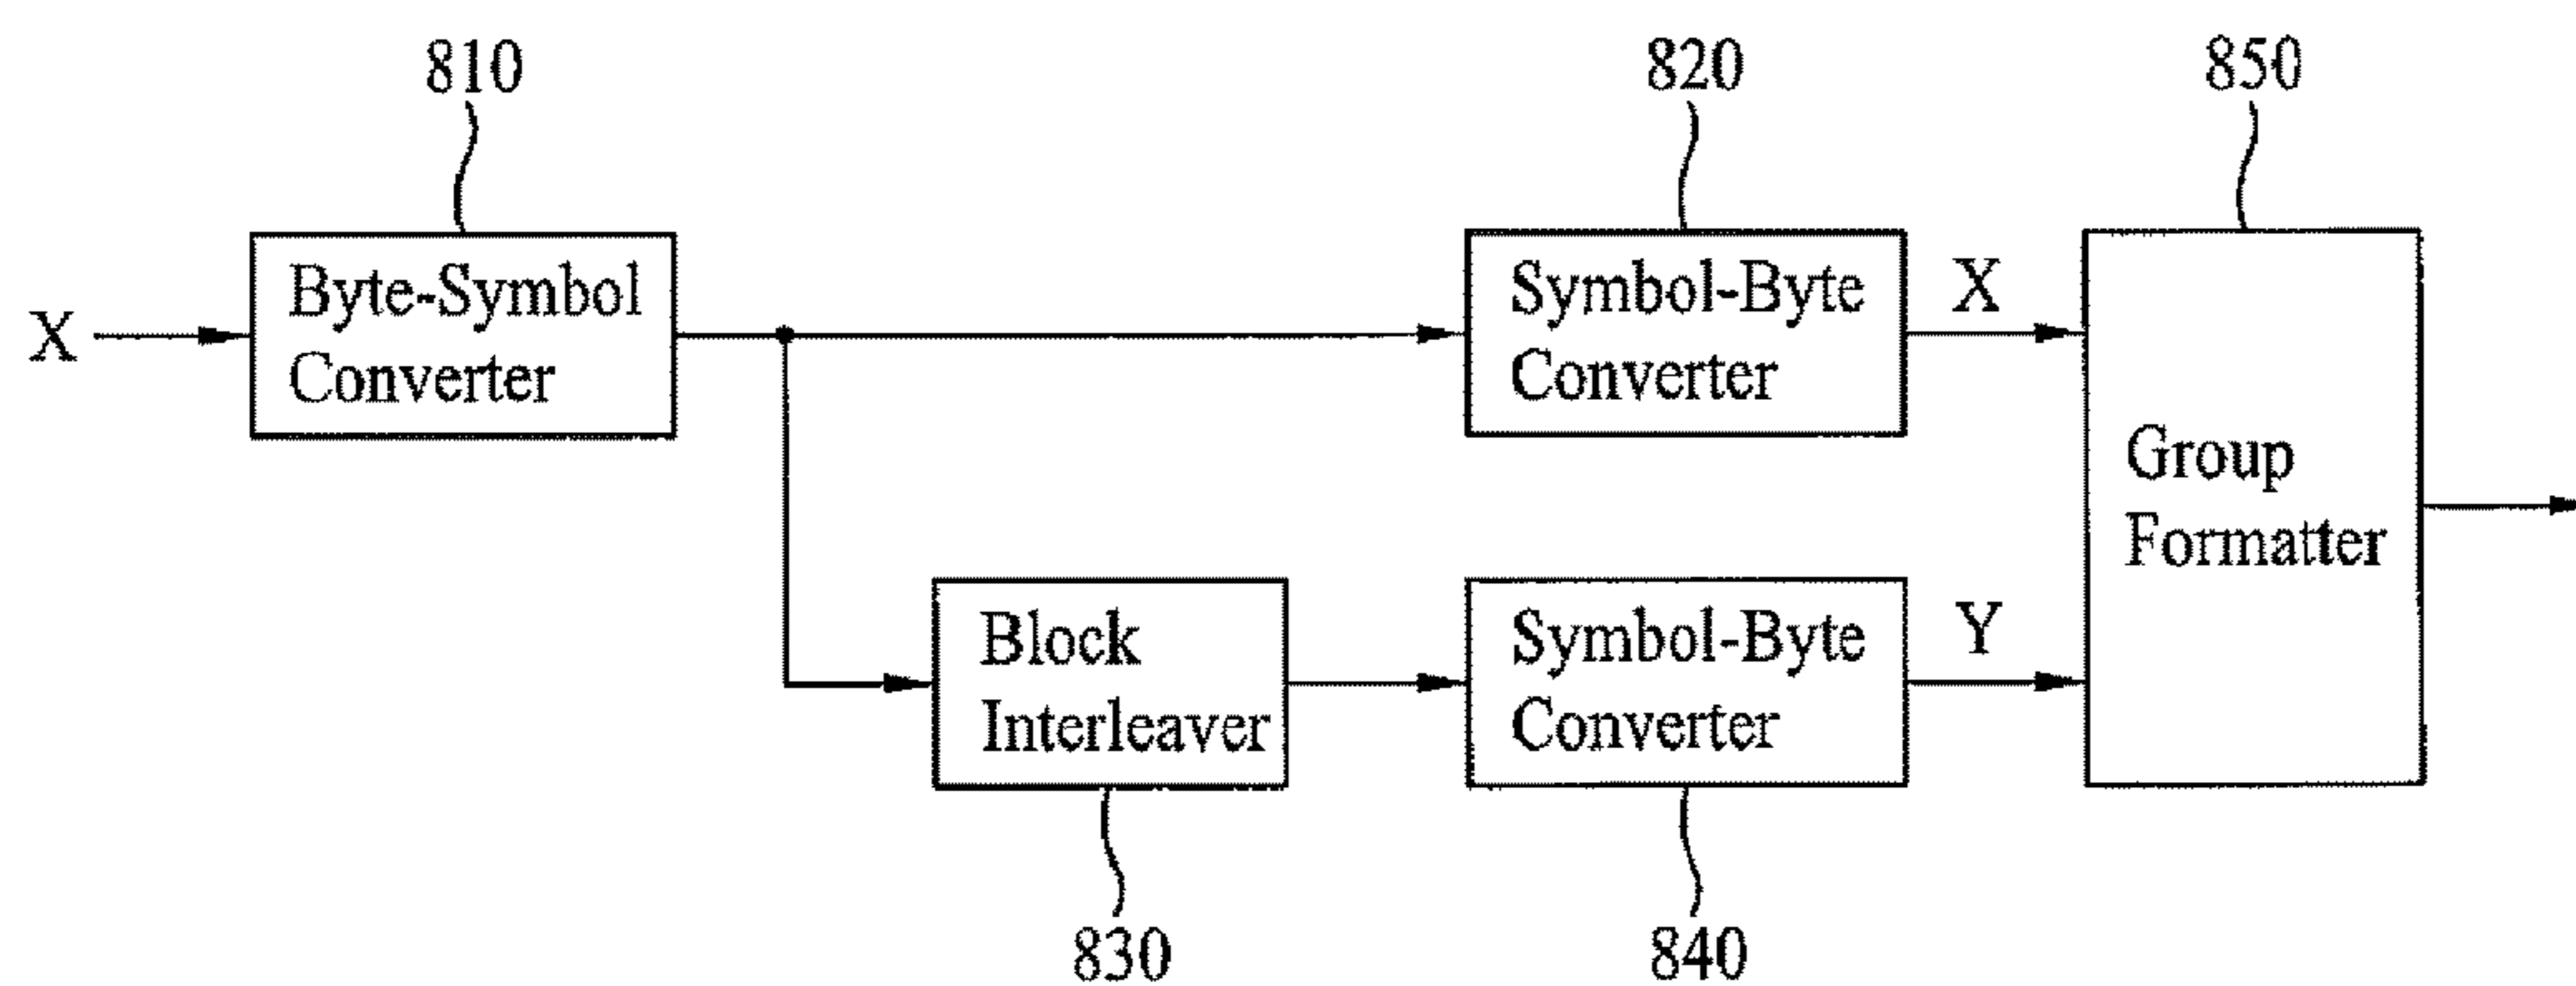 810
820
850
X
Byte-Symbol
Converter
Symbol-Byte
Converter
X
Group
Formatter
Block
Interleaver
Symbol-Byte
Converter
Y
830
840